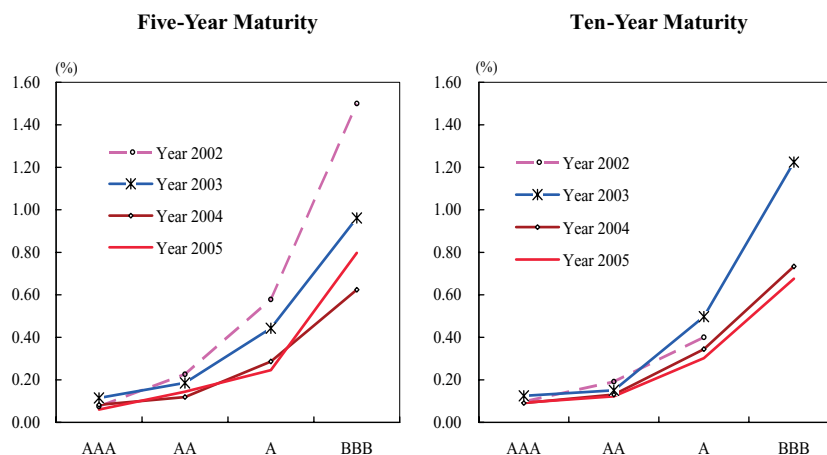 Five-Year Maturity
(%)
1.60
1.40
1.20
1.00
0.80
0.60
0.40
0.20
0.00
Year 2002
Year 2003
Year 2004
Year 2005
AAA AA A BBB
Ten-Year Maturity
(%)
1.60
1.40
1.20
1.00
0.80
0.60
0.40
0.20
0.00
Year 2002
Year 2003
Year 2004
Year 2005
AAA AA A BBB